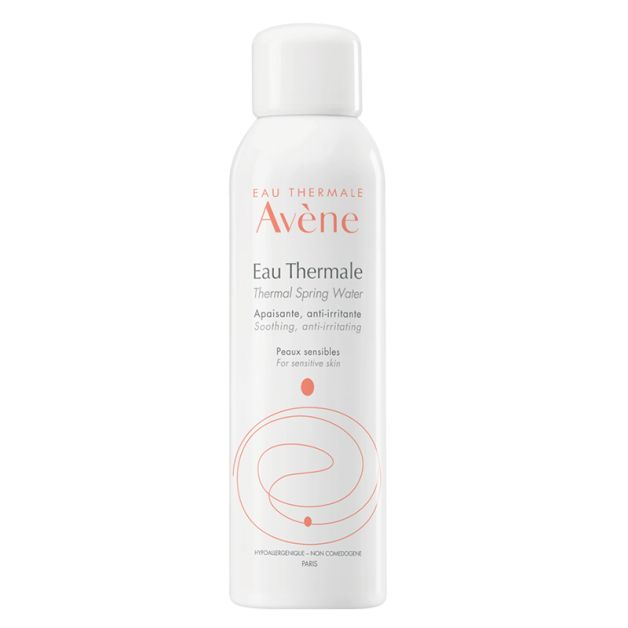 EAU THERMALE
Avène
Eau Thermale
Thermal Spring Water
Apaisante, anti-irritante
Soothing, anti-irritating
Peaux sensibles
For sensitive skin
HYPOALLERGENIQUE – NON COMEDOGENE
PARIS